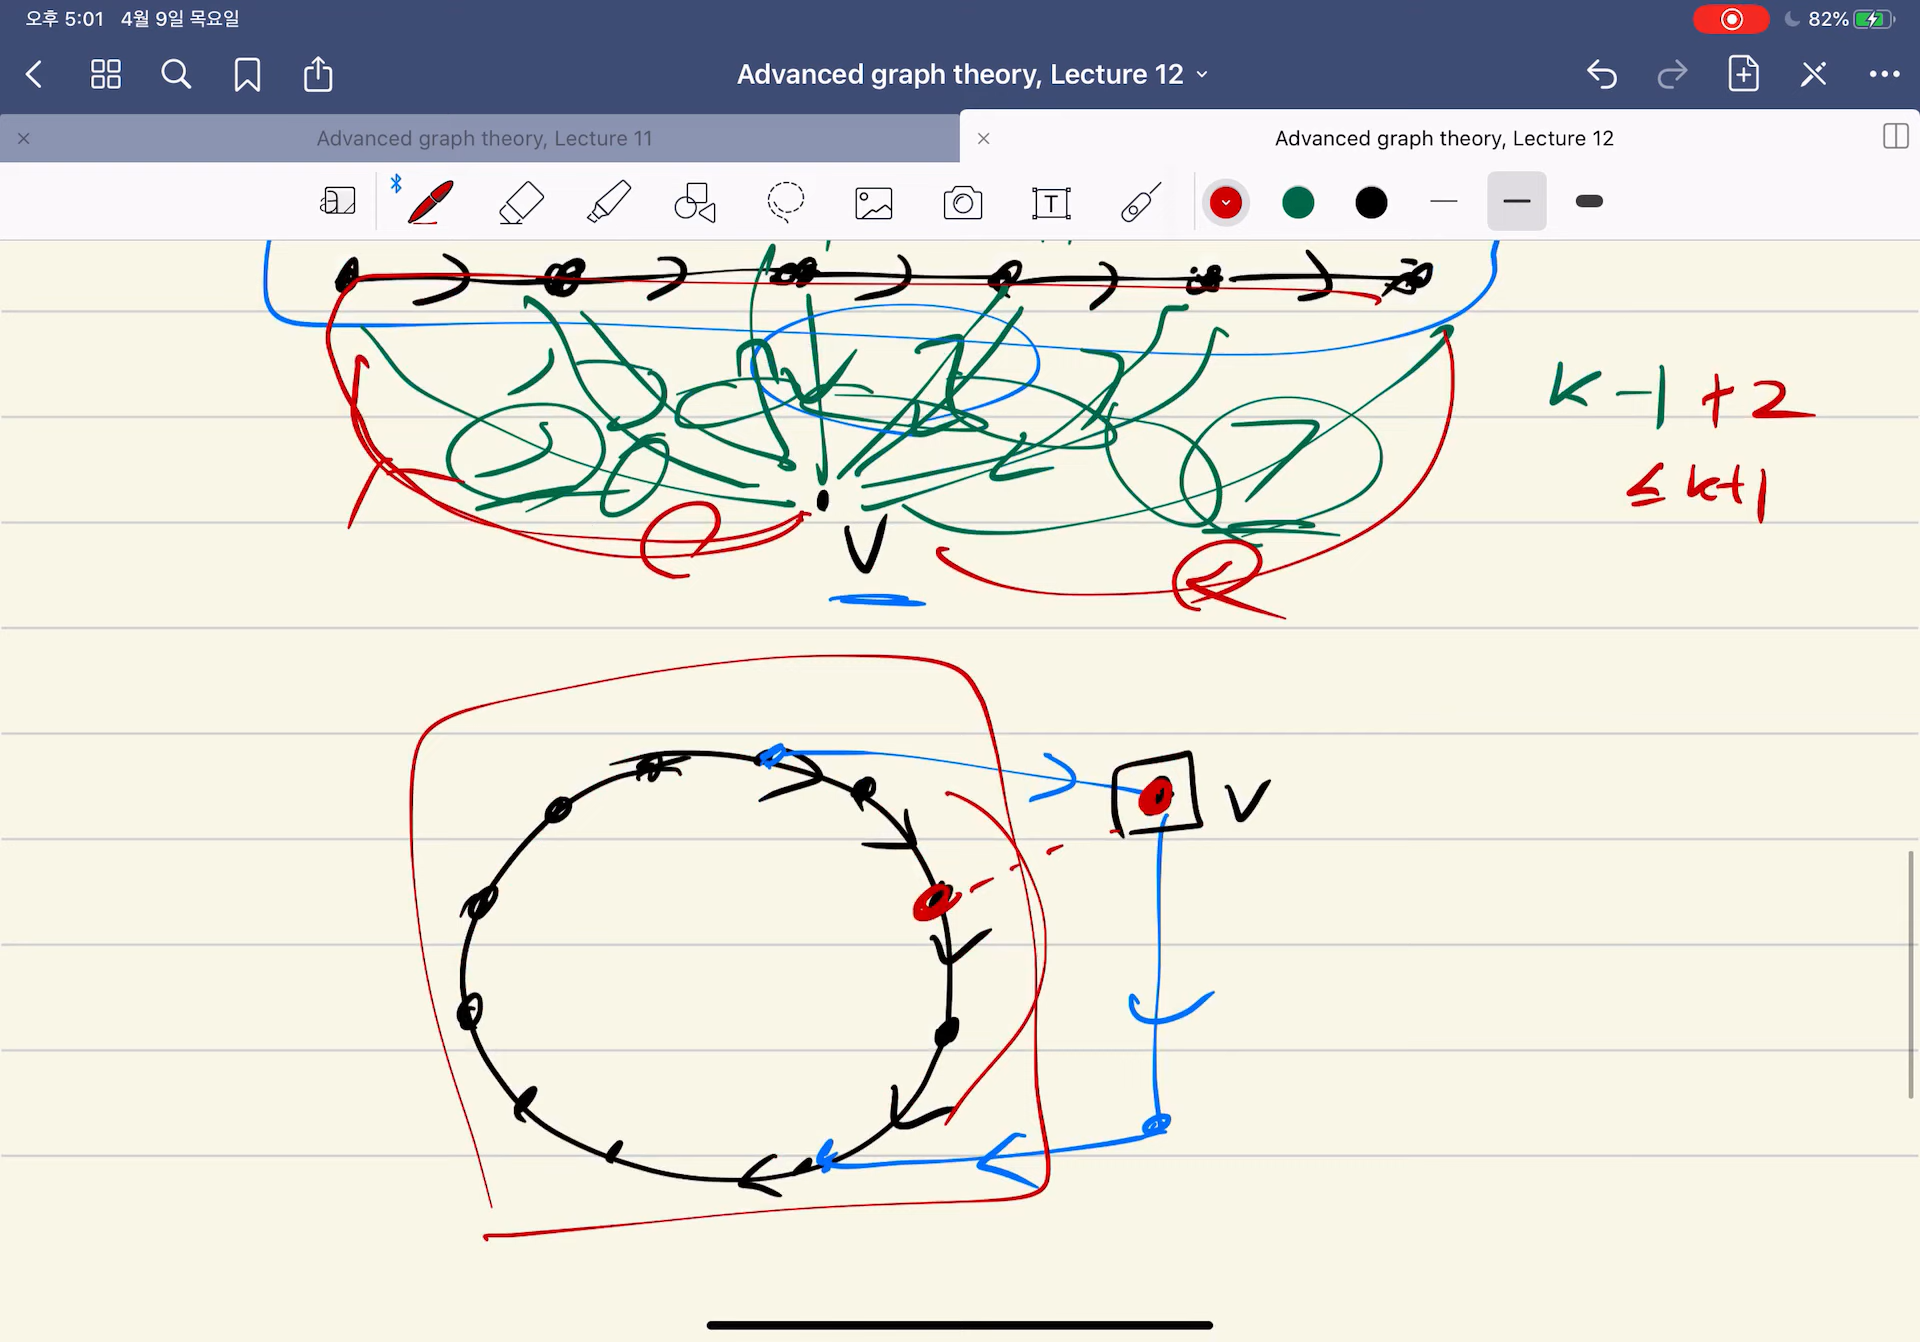 오후 5:01 4월 9일 목요일
82%
Advanced graph theory, Lecture 12
Advanced graph theory, Lecture 11
Advanced graph theory, Lecture 12
T
k-1+2
≤ k+1
V
V